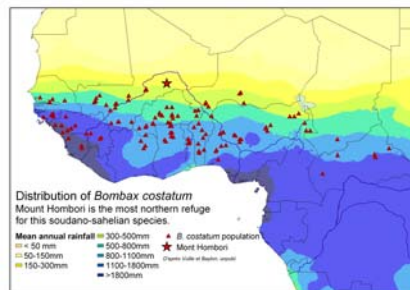 Distribution of Bombax costatum
Mount Hombori is the most northern refuge
for this soudano-sahelian species.
Mean annual rainfall
< 50 mm
50-150mm
150-300mm
300-500mm
500-800mm
800-1100mm
1100-1800mm
>1800mm
B. costatum population
Mont Hombori